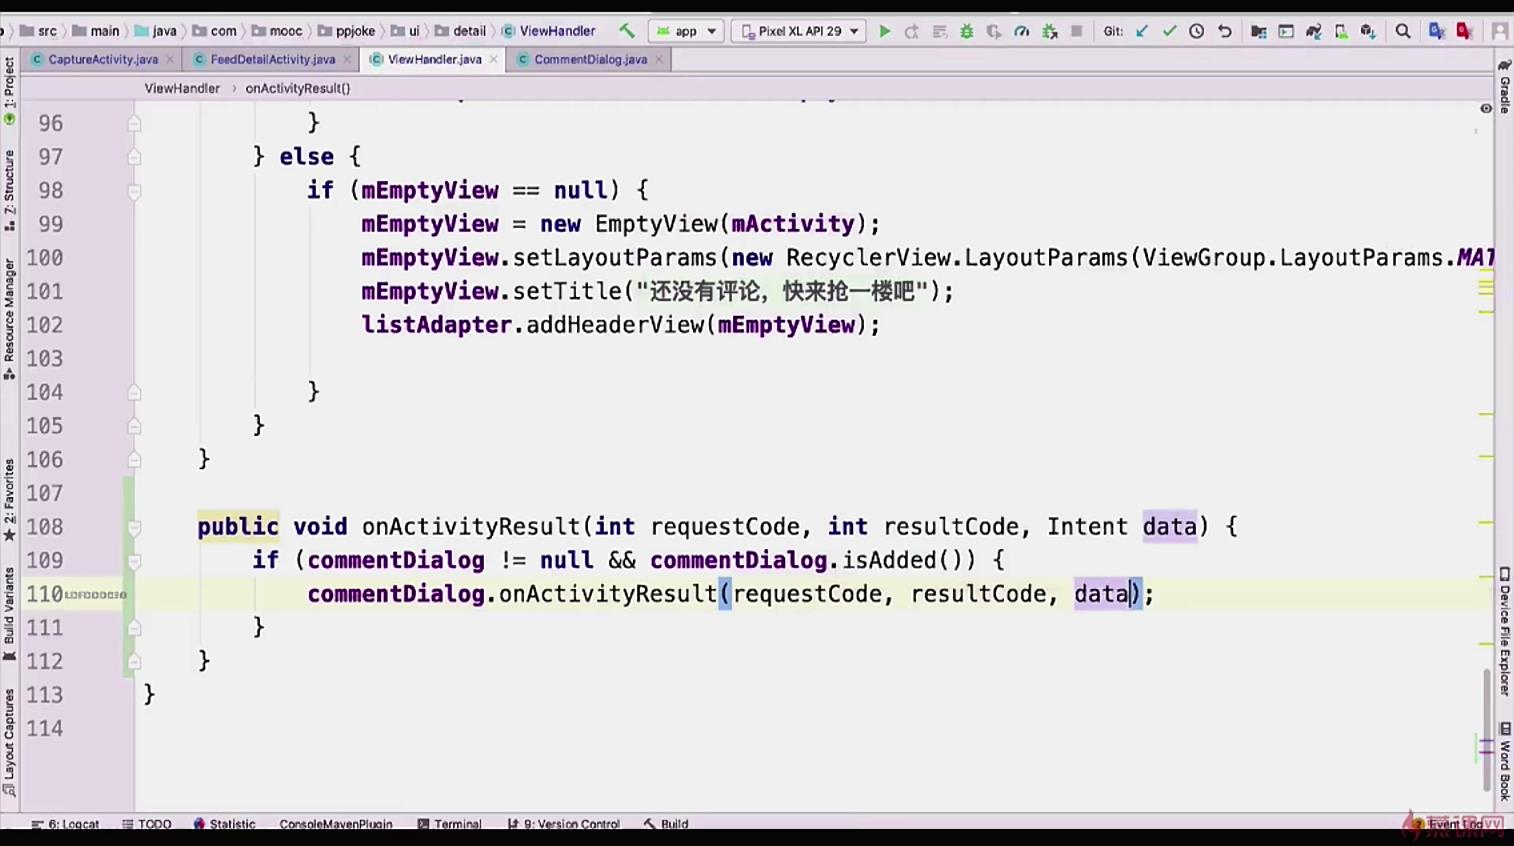 src main java com mooc ppjoke ui detail ViewHandler app Pixel XL API 29 Git:
CaptureActivity.java FeedDetailActivity.java ViewHandler.java CommentDialog.java
ViewHandler onActivityResult()
96 }
97 } else {
98 if (mEmptyView == null) {
99 mEmptyView = new EmptyView(mActivity);
100 mEmptyView.setLayoutParams(new RecyclerView.LayoutParams(ViewGroup.LayoutParams.MAT
101 mEmptyView.setTitle("还没有评论，快来抢一楼吧");
102 listAdapter.addHeaderView(mEmptyView);
103
104 }
105 }
106 }
107
108 public void onActivityResult(int requestCode, int resultCode, Intent data) {
109 if (commentDialog != null && commentDialog.isAdded()) {
110 commentDialog.onActivityResult(requestCode, resultCode, data);
111 }
112 }
113 }
114
1: Project
7: Structure
Resource Manager
2: Favorites
Build Variants
Layout Captures
Gradle
Device File Explorer
Word Book
6: Logcat TODO Statistic ConsoleMavenPlugin Terminal 9: Version Control Build Event Log
慕课网